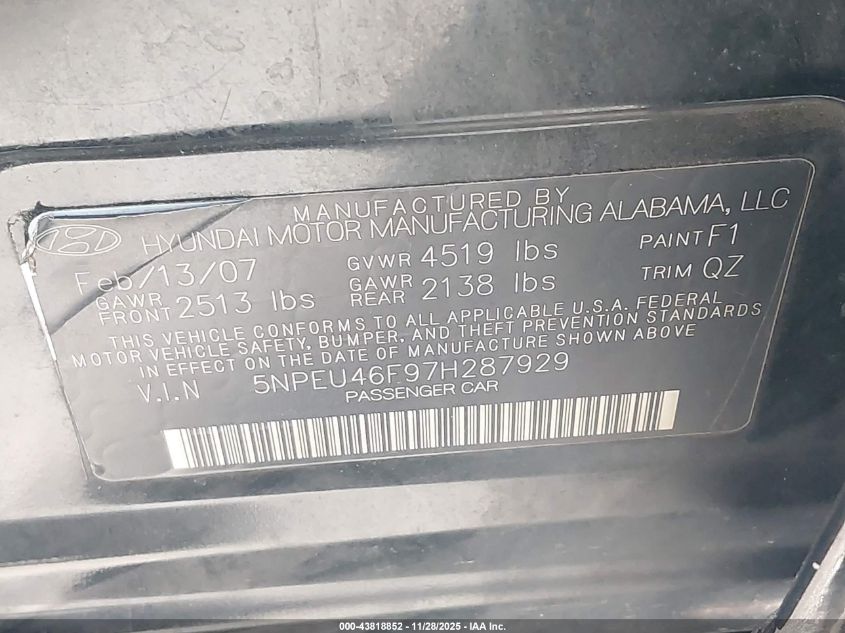 MANUFACTURED BY
HYUNDAI MOTOR MANUFACTURING ALABAMA, LLC
Feb/13/07 GVWR 4519 lbs PAINT F1
GAWR FRONT 2513 lbs GAWR REAR 2138 lbs TRIM QZ
THIS VEHICLE CONFORMS TO ALL APPLICABLE U.S.A. FEDERAL
MOTOR VEHICLE SAFETY, BUMPER, AND THEFT PREVENTION STANDARDS
IN EFFECT ON THE DATE OF MANUFACTURE SHOWN ABOVE
V.I.N 5NPEU46F97H287929
PASSENGER CAR
000-43818852 — 11/28/2025 — IAA Inc.